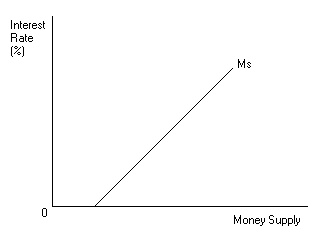 Interest
Rate
(%)
Ms
0
Money Supply